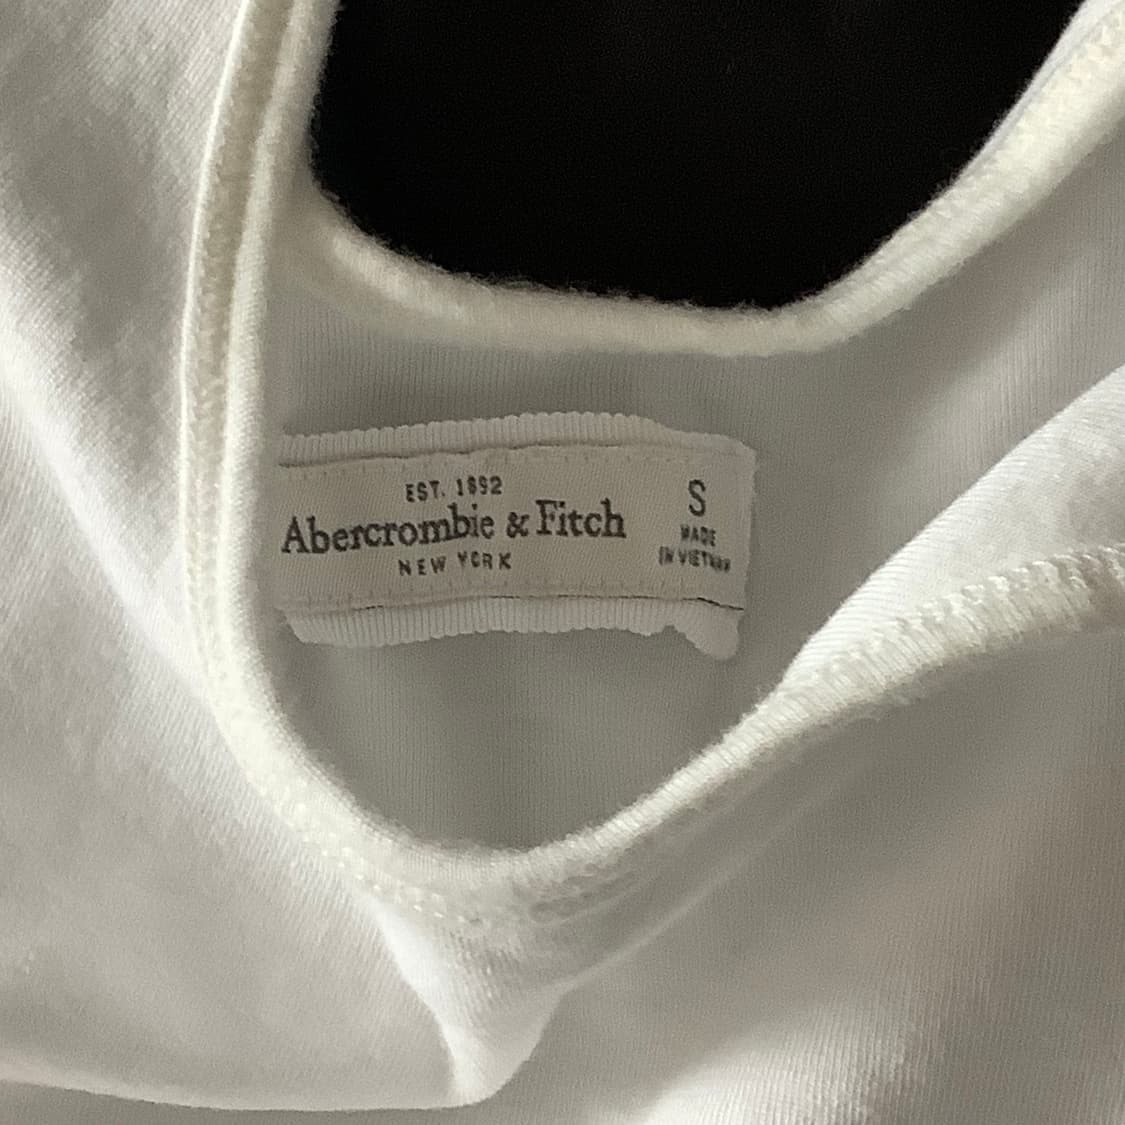 EST. 1892
Abercrombie & Fitch
NEW YORK
S
MADE
IN VIETNAM